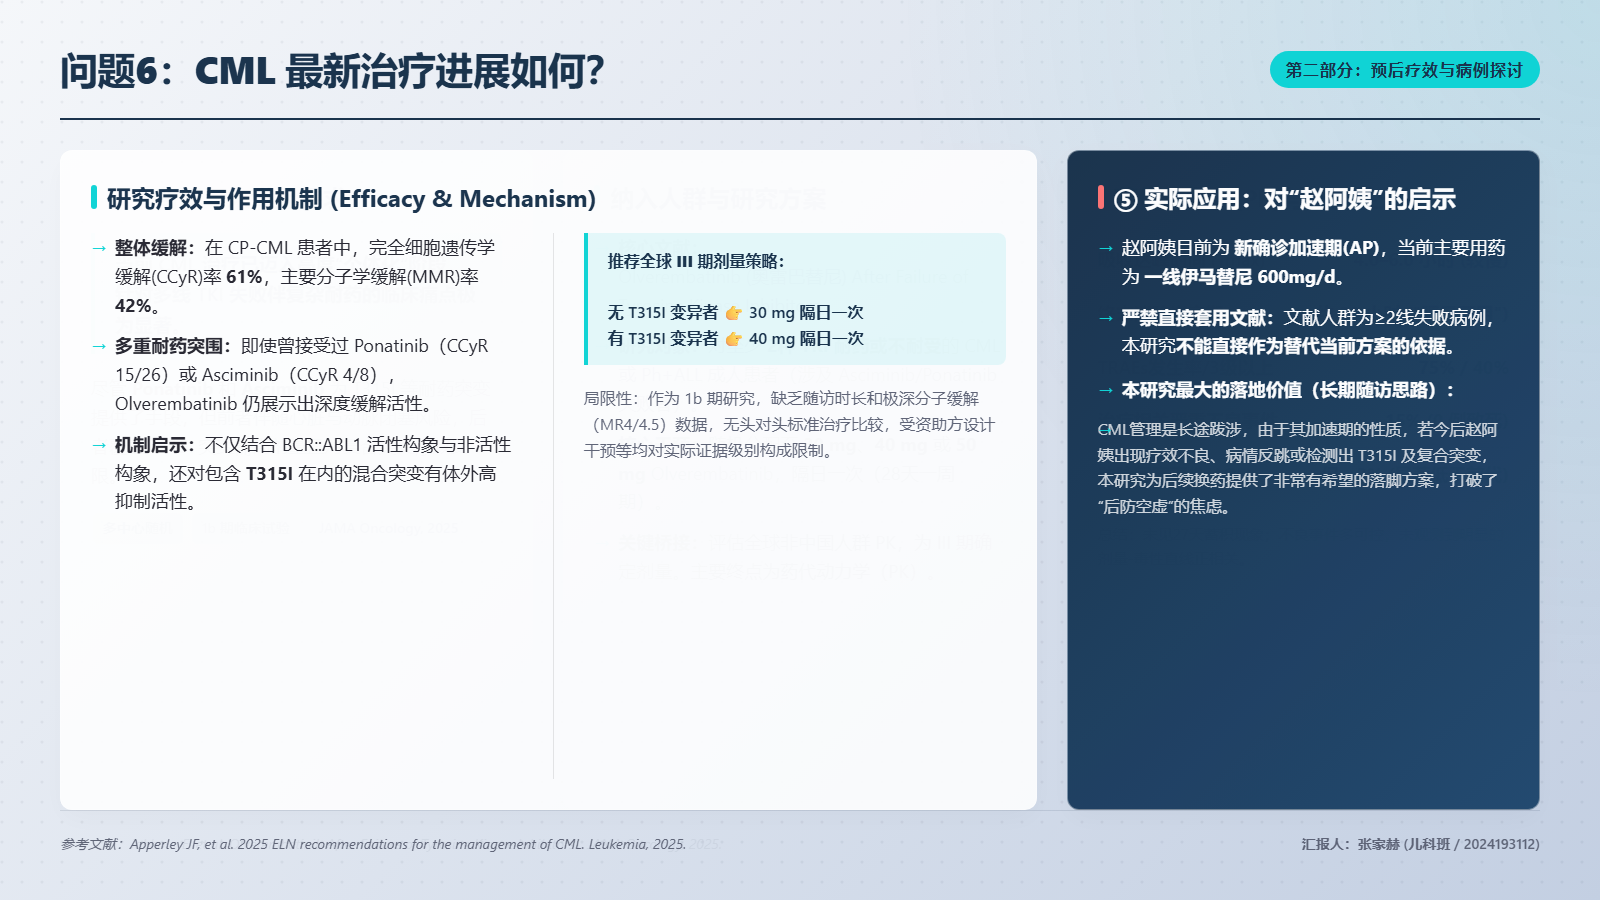 问题6：CML 最新治疗进展如何？
第二部分：预后疗效与病例探讨
研究疗效与作用机制 (Efficacy & Mechanism)
→ 整体缓解：在 CP-CML 患者中，完全细胞遗传学
缓解(CCyR)率 61%，主要分子学缓解(MMR)率
42%。
→ 多重耐药突围：即使曾接受过 Ponatinib（CCyR
15/26）或 Asciminib（CCyR 4/8），
Olverembatinib 仍展示出深度缓解活性。
→ 机制启示：不仅结合 BCR::ABL1 活性构象与非活性
构象，还对包含 T315I 在内的混合突变有体外高
抑制活性。
推荐全球 III 期剂量策略：
无 T315I 变异者 👉 30 mg 隔日一次
有 T315I 变异者 👉 40 mg 隔日一次
局限性：作为 1b 期研究，缺乏随访时长和极深分子缓解
（MR4/4.5）数据，无头对头标准治疗比较，受资助方设计
干预等均对实际证据级别构成限制。
⑤ 实际应用：对“赵阿姨”的启示
→ 赵阿姨目前为 新确诊加速期(AP)，当前主要用药
为 一线伊马替尼 600mg/d。
→ 严禁直接套用文献：文献人群为≥2线失败病例，
本研究不能直接作为替代当前方案的依据。
→ 本研究最大的落地价值（长期随访思路）：
CML管理是长途跋涉，由于其加速期的性质，若今后赵阿
姨出现疗效不良、病情反跳或检测出 T315I 及复合突变，
本研究为后续换药提供了非常有希望的落脚方案，打破了
“后防空虚”的焦虑。
参考文献：Apperley JF, et al. 2025 ELN recommendations for the management of CML. Leukemia, 2025.
汇报人：张家赫 (儿科班 / 2024193112)